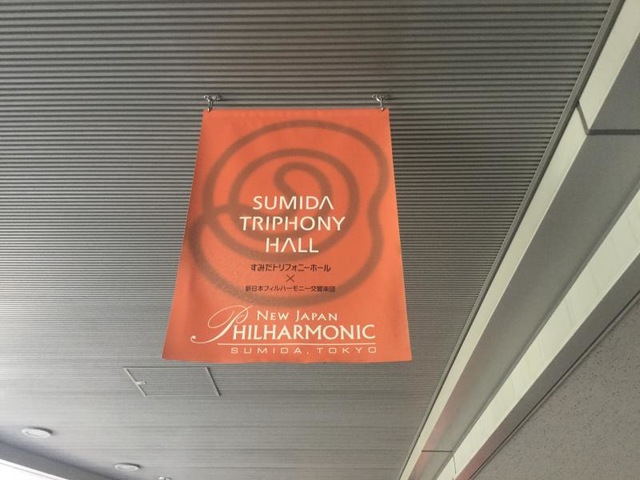 SUMIDA
TRIPHONY
HALL
すみだトリフォニーホール
×
新日本フィルハーモニー交響楽団
NEW JAPAN
PHILHARMONIC
SUMIDA, TOKYO